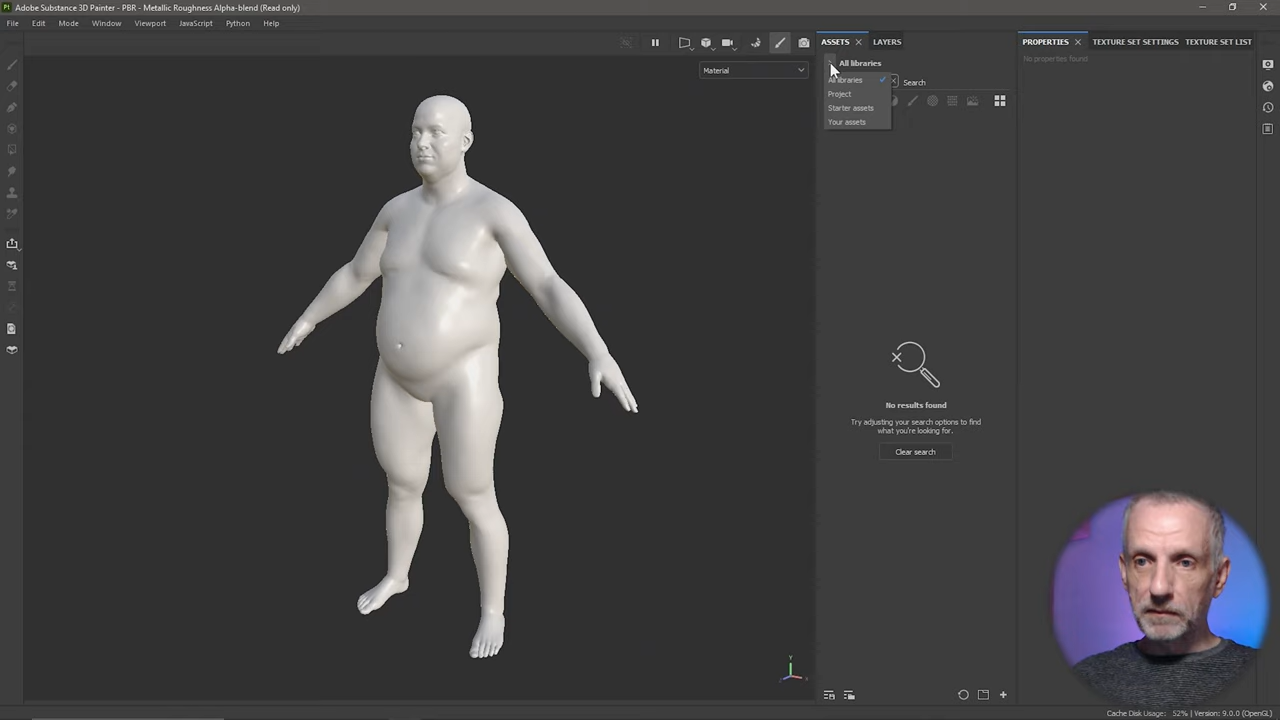 Pt Adobe Substance 3D Painter - PBR - Metallic Roughness Alpha-blend (Read only)
File Edit Mode Window Viewport JavaScript Python Help
ASSETS LAYERS
PROPERTIES TEXTURE SET SETTINGS TEXTURE SET LIST
No properties found
All libraries
Material
All libraries
Search
Project
Starter assets
Your assets
No results found
Try adjusting your search options to find
what you're looking for.
Clear search
Y
Cache Disk Usage: 52% | Version: 9.0.0 (OpenGL)